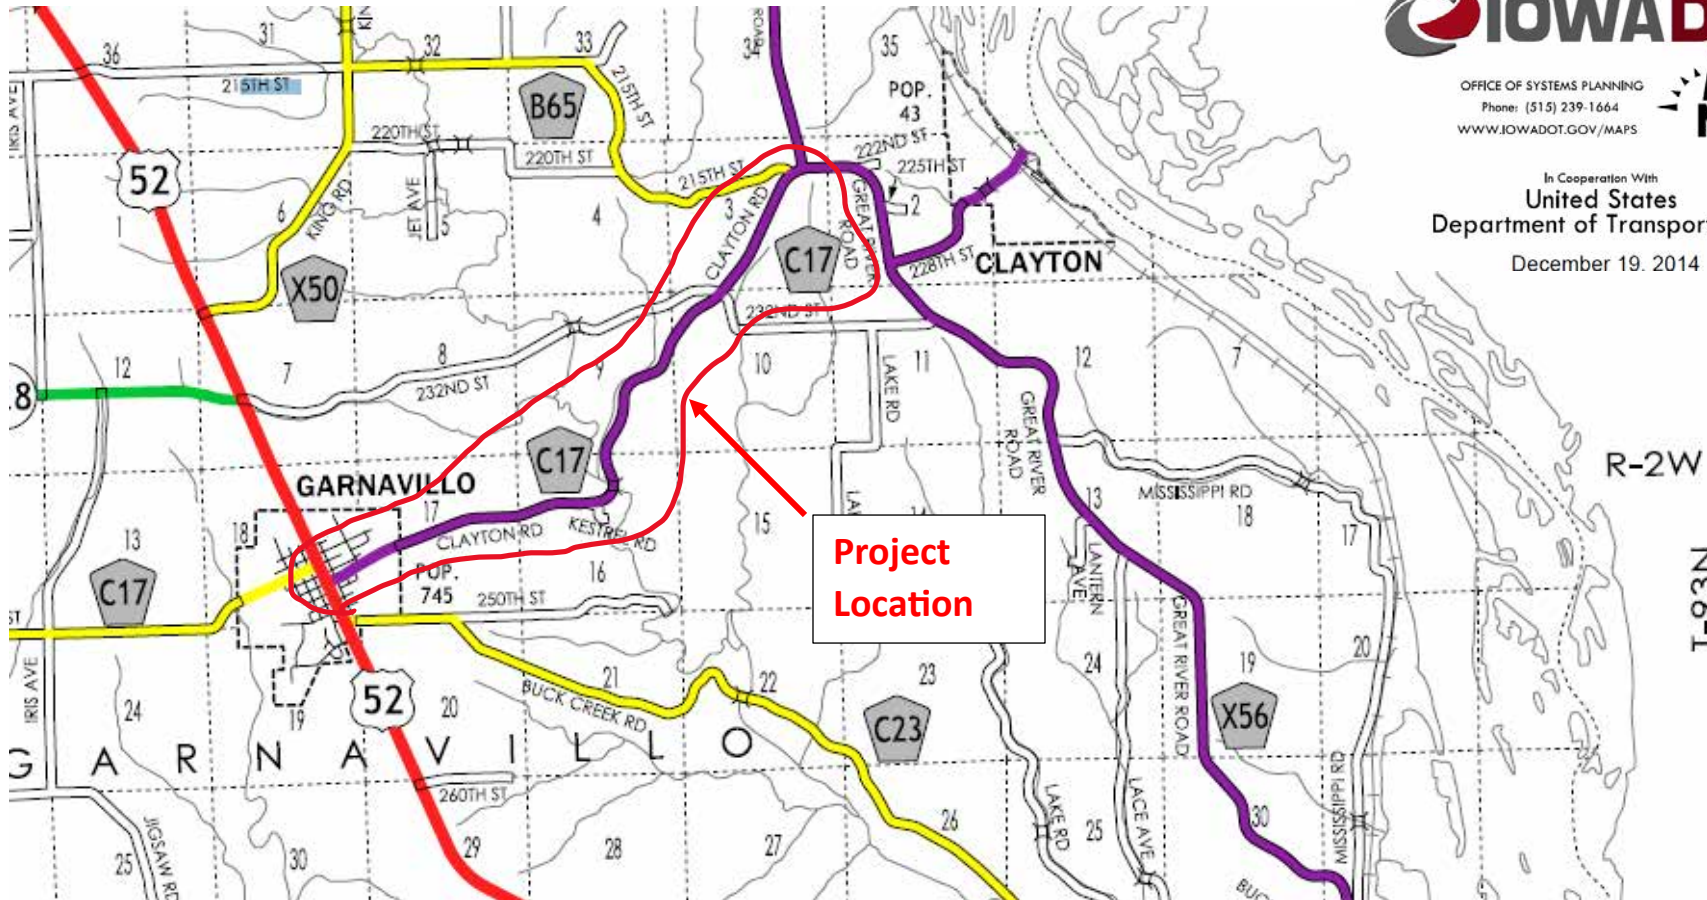 IOWAD
OFFICE OF SYSTEMS PLANNING
Phone: (515) 239-1664
WWW.IOWADOT.GOV/MAPS
In Cooperation With
United States
Department of Transpor
December 19. 2014
31
32
33
35
36
215TH ST
IRIS AVE
B65
215TH ST
POP.
43
220TH ST
220TH ST
222ND ST
225TH ST
52
215TH ST
1
6
KING RD
JET AVE
5
4
3
2
CLAYTON RD
GREAT RIVER
ROAD
C17
228TH ST
CLAYTON
X50
232ND ST
12
7
8
9
10
11
12
7
8
232ND ST
LAKE RD
GREAT RIVER
ROAD
C17
R-2W
GARNAVILLO
MISSISSIPPI RD
13
18
17
15
13
18
17
CLAYTON RD
KESTREL RD
Project
Location
C17
POP.
745
16
250TH ST
LANTERN
AVE
GREAT RIVER ROAD
IRIS AVE
24
19
52
20
21
22
23
24
19
20
BUCK CREEK RD
C23
X56
G A R N A V I L L O
260TH ST
MISSISSIPPI RD
JIGSAW RD
25
30
29
28
27
26
LAKE RD
25
LACE AVE
30